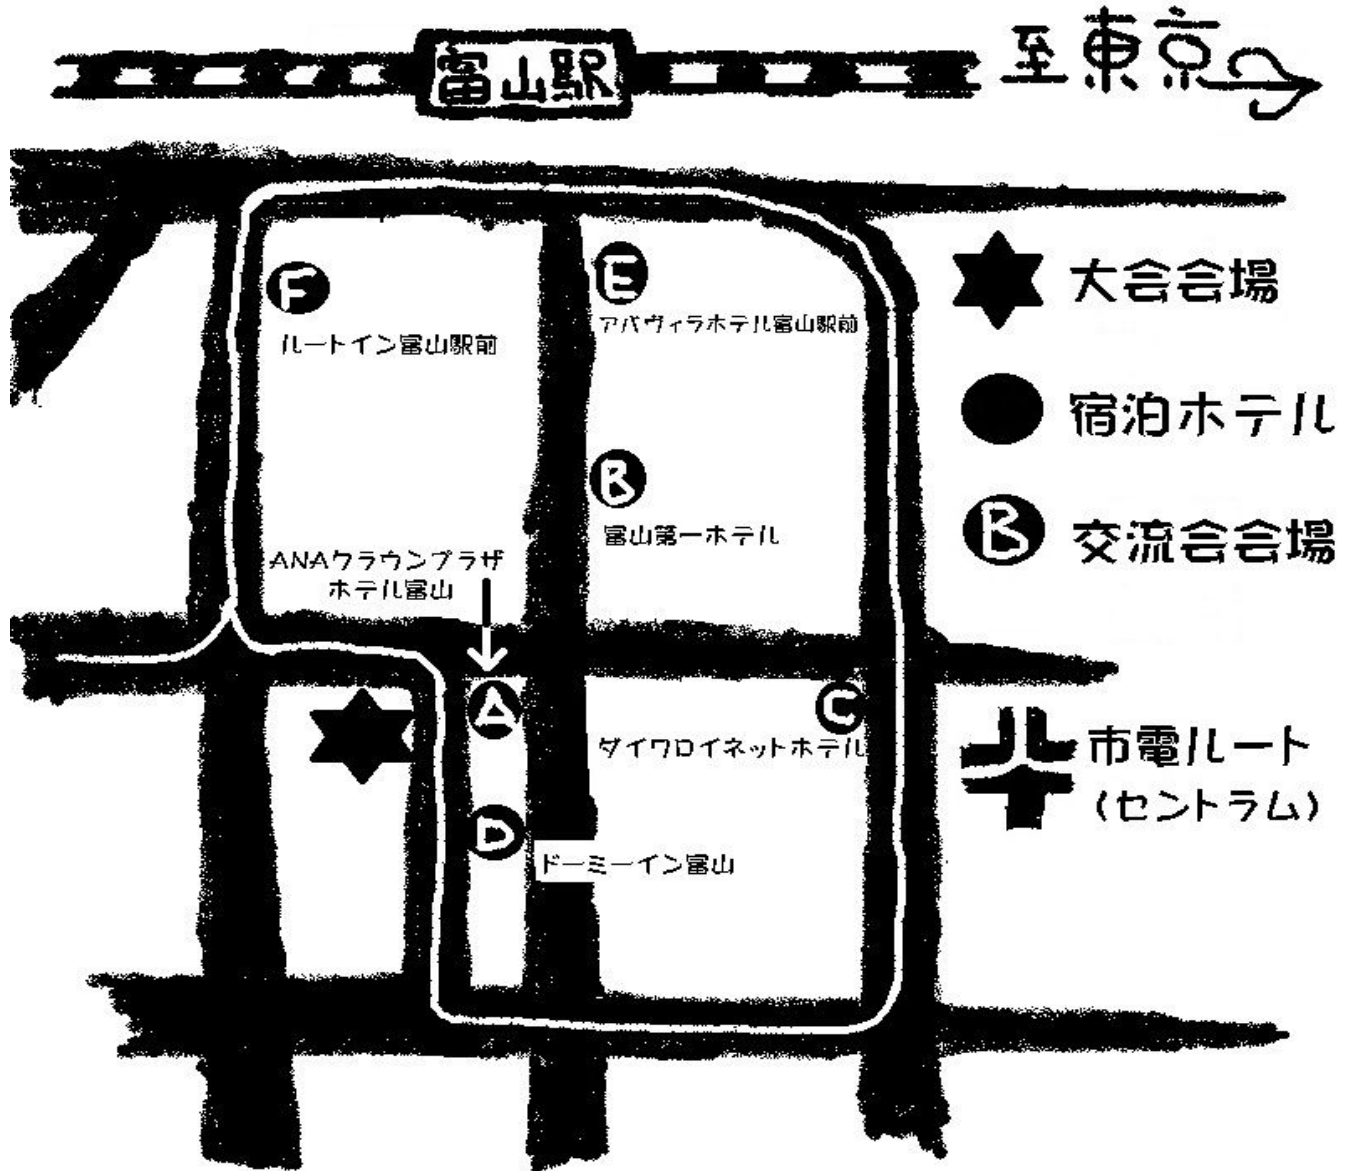 富山駅
至東京
F
ルートイン富山駅前
E
アパヴィラホテル富山駅前
B
富山第一ホテル
ANAクラウンプラザ
ホテル富山
A
C
ダイワロイネットホテル
D
ドーミーイン富山
大会会場
宿泊ホテル
B 交流会会場
市電ルート
(セントラム)